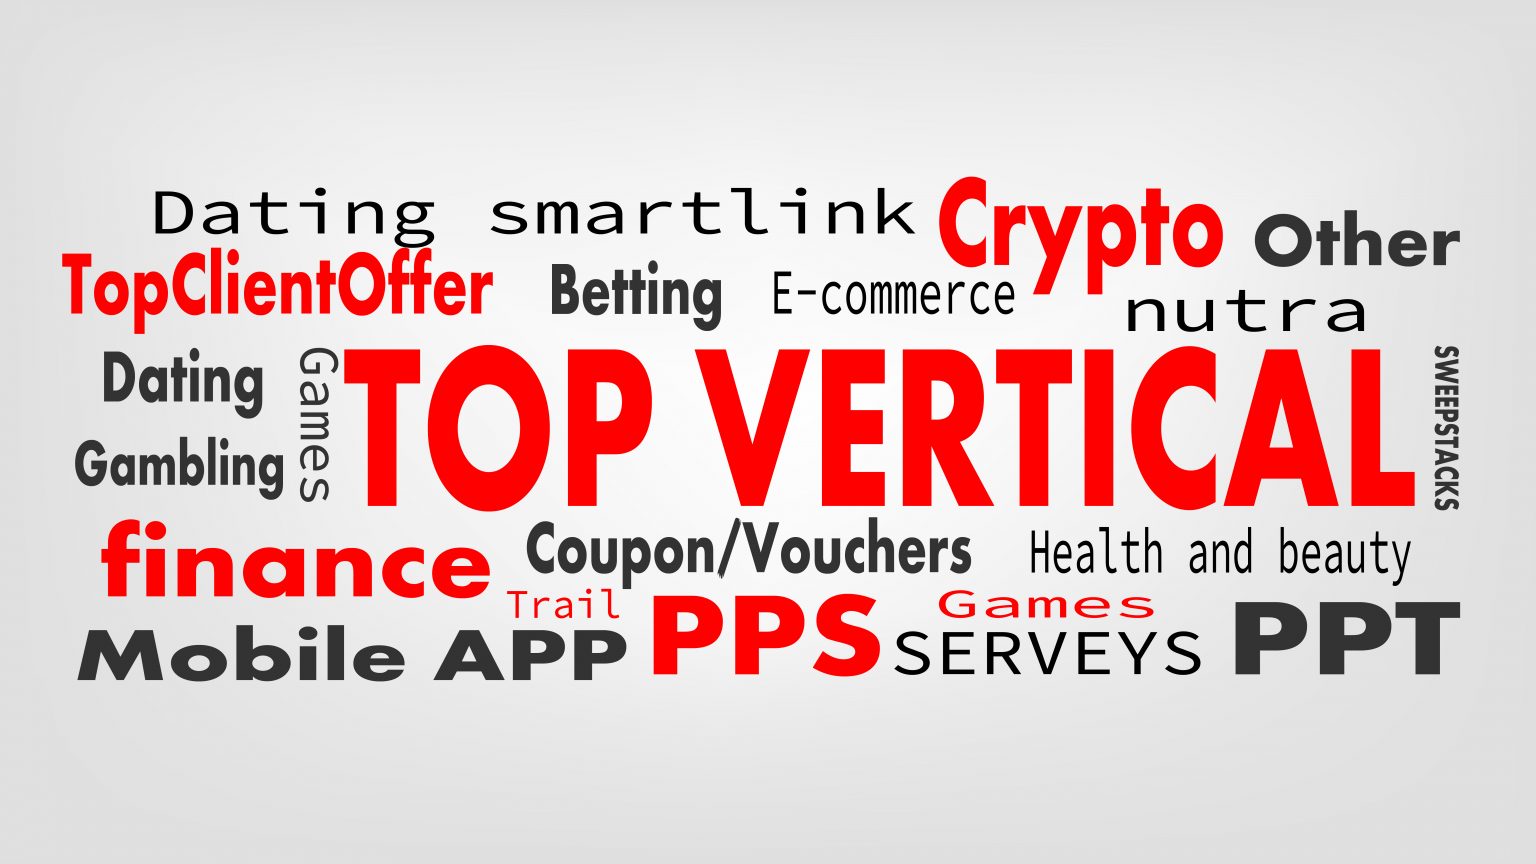 Dating smartlink
Crypto
Other
TopClientOffer
Betting
E-commerce
nutra
Dating
Games
TOP VERTICAL
SWEEPSTACKS
Gambling
finance
Coupon/Vouchers
Health and beauty
Trail
PPS
Games
PPT
Mobile APP
SERVEYS